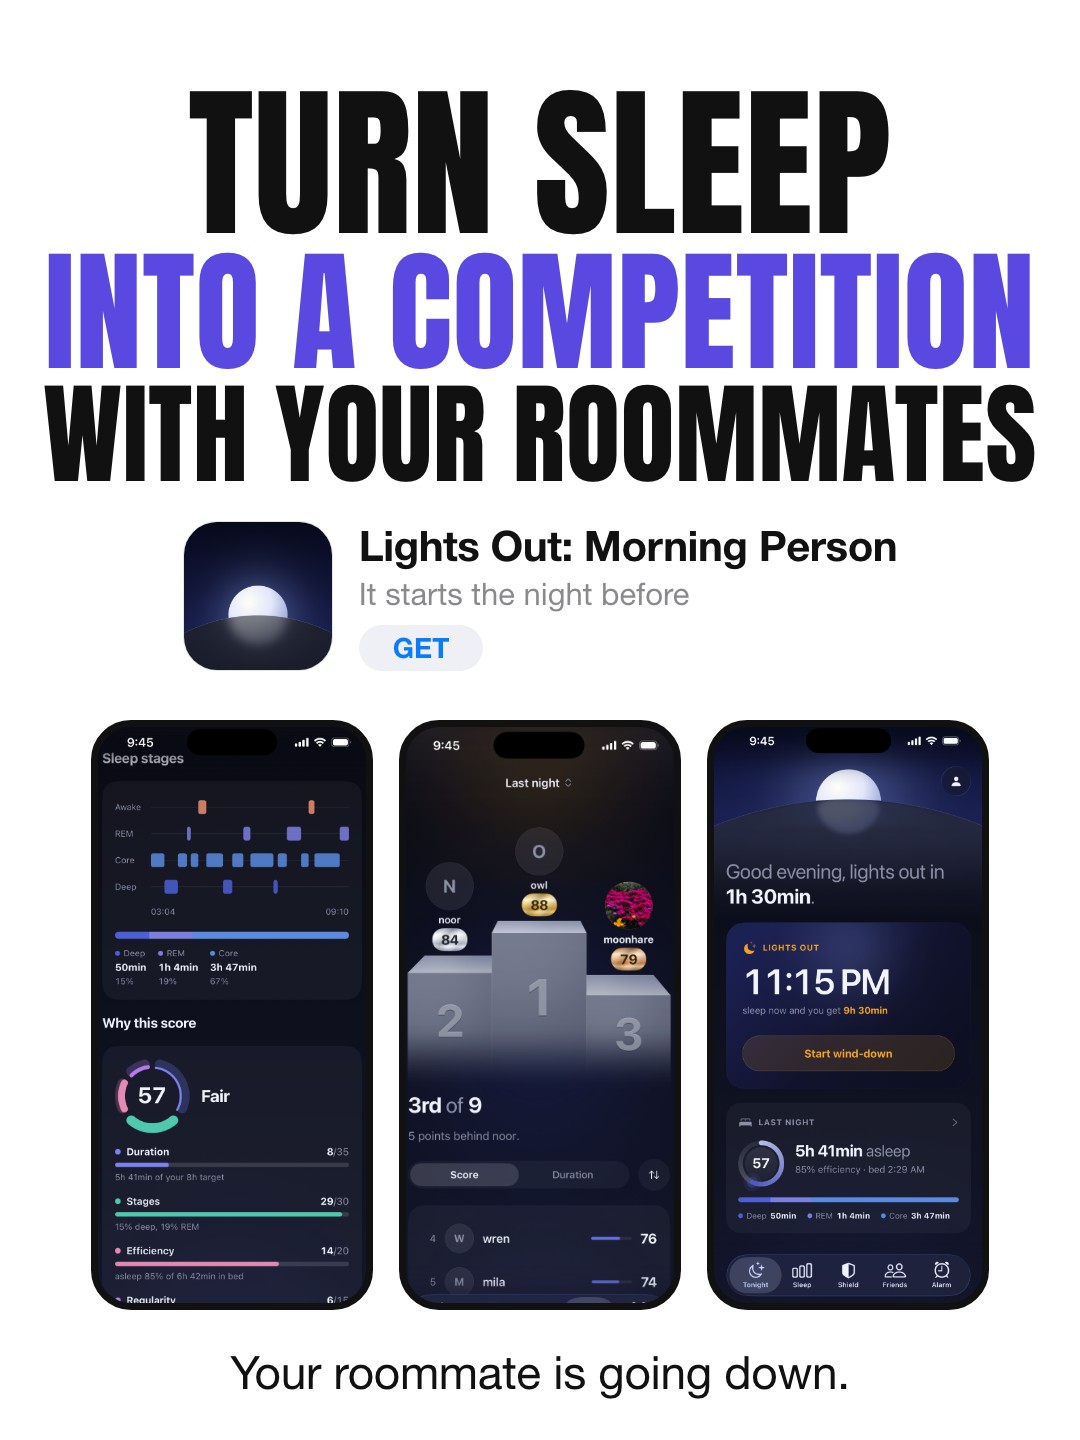 TURN SLEEP
INTO A COMPETITION
WITH YOUR ROOMMATES
Lights Out: Morning Person
It starts the night before
GET
9:45
Sleep stages
Awake
REM
Core
Deep
03:04 09:10
Deep REM Core
50min 1h 4min 3h 47min
15% 19% 67%
Why this score
57 Fair
Duration 8/35
5h 41min of your 8h target
Stages 29/30
15% deep, 19% REM
Efficiency 14/20
asleep 85% of 6h 42min in bed
Regularity 6/15
9:45
Last night
O
owl
88
N
noor
84
moonhare
79
1
2
3
3rd of 9
5 points behind noor.
Score Duration
4 W wren 76
5 M mila 74
9:45
Good evening, lights out in
1h 30min.
LIGHTS OUT
11:15 PM
sleep now and you get 9h 30min
Start wind-down
LAST NIGHT
57
5h 41min asleep
85% efficiency · bed 2:29 AM
Deep 50min REM 1h 4min Core 3h 47min
Tonight Sleep Shield Friends Alarm
Your roommate is going down.